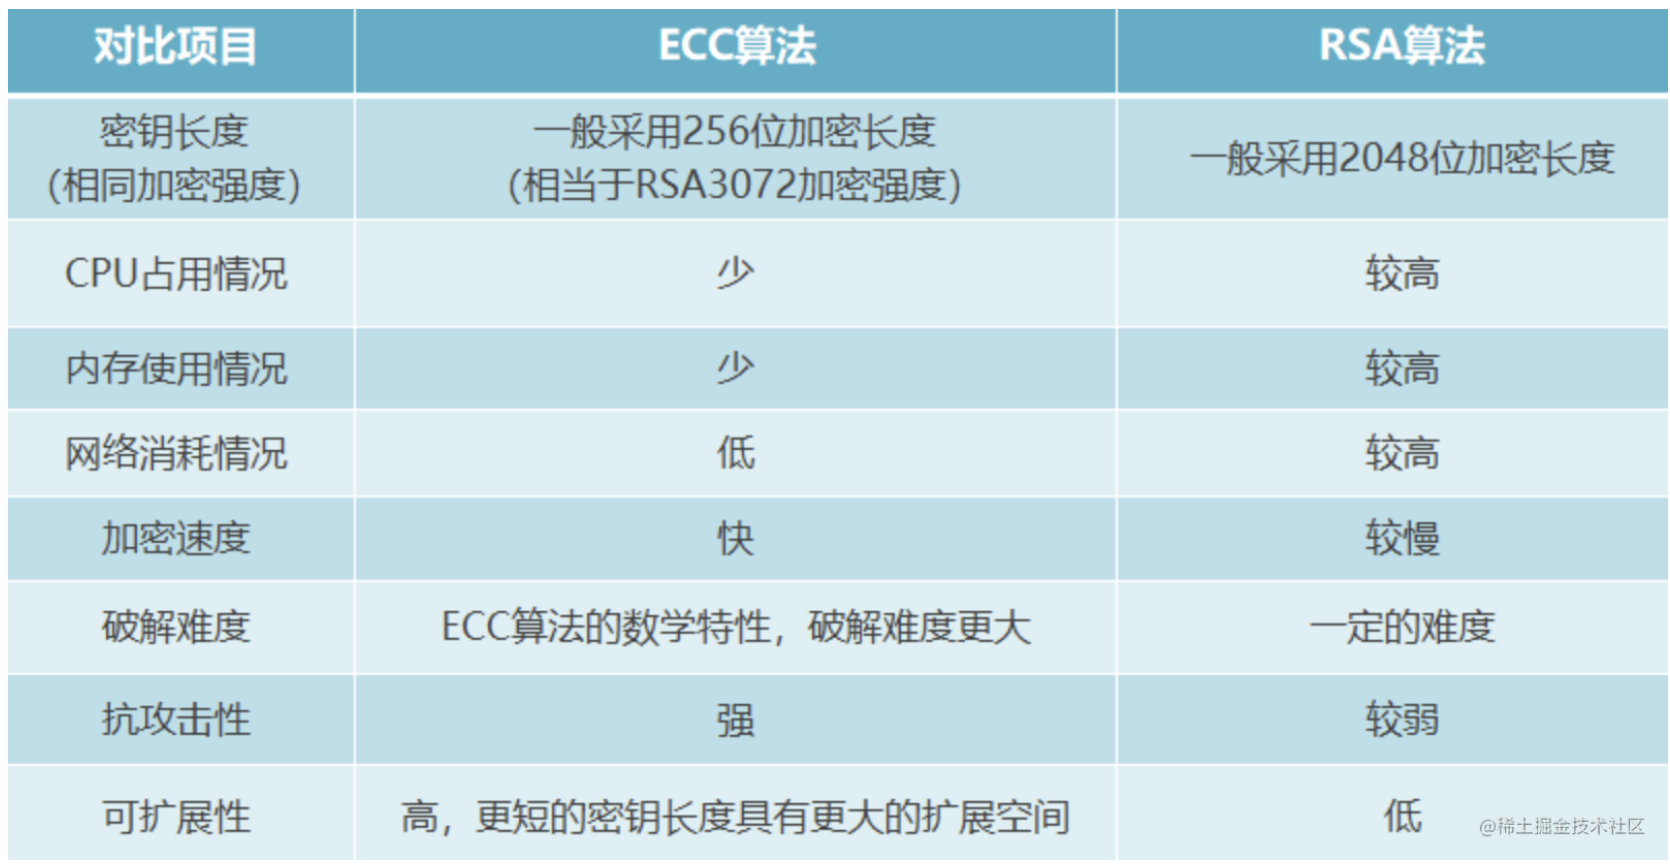 对比项目
ECC算法
RSA算法
密钥长度
(相同加密强度)
一般采用256位加密长度
(相当于RSA3072加密强度)
一般采用2048位加密长度
CPU占用情况
少
较高
内存使用情况
少
较高
网络消耗情况
低
较高
加密速度
快
较慢
破解难度
ECC算法的数学特性，破解难度更大
一定的难度
抗攻击性
强
较弱
可扩展性
高，更短的密钥长度具有更大的扩展空间
低
@稀土掘金技术社区